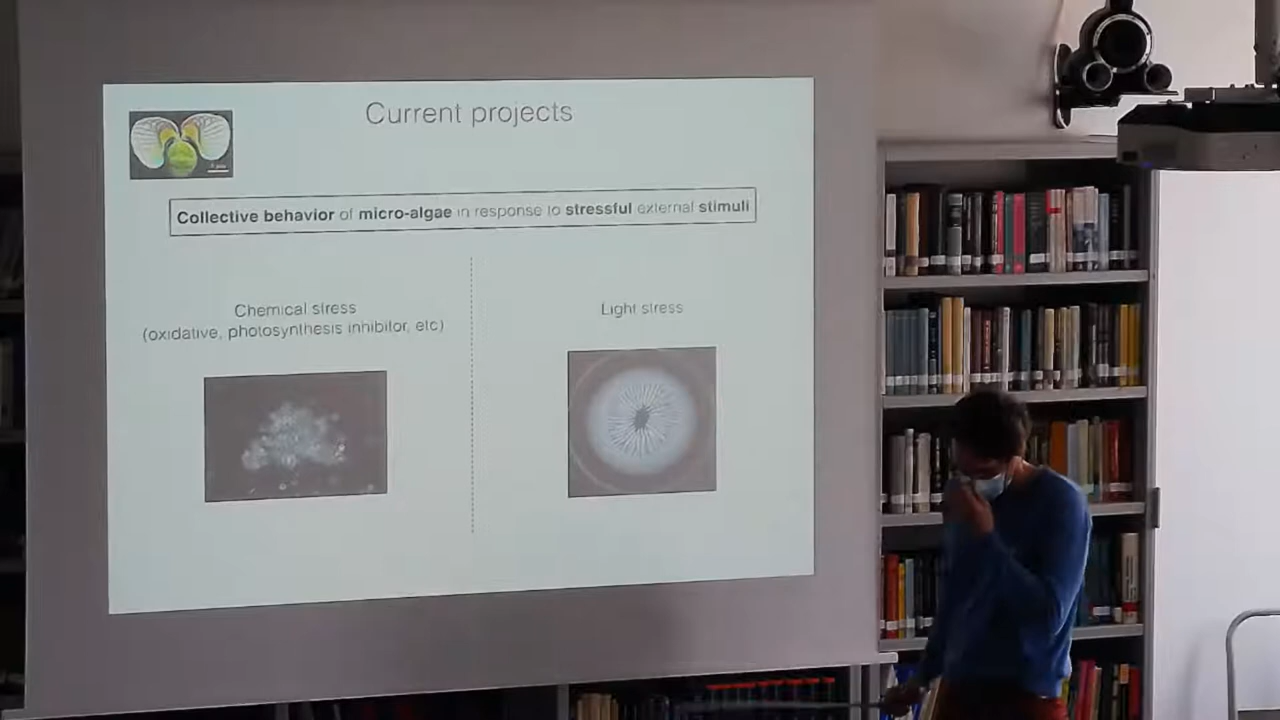 Current projects
Collective behavior of micro-algae in response to stressful external stimuli
Chemical stress
(oxidative, photosynthesis inhibitor, etc)
Light stress